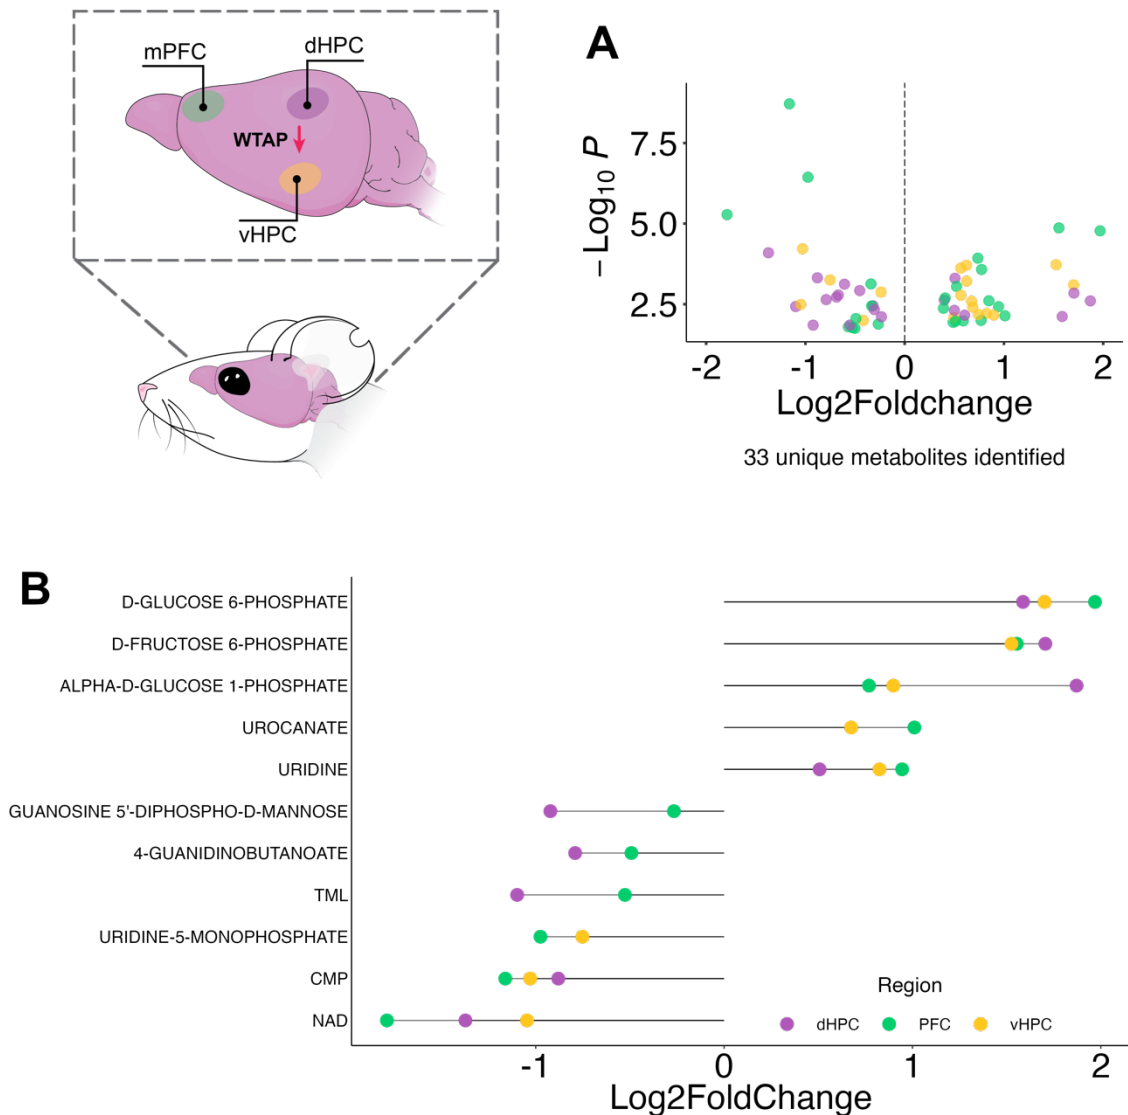 mPFC
dHPC
WTAP
vHPC
A
7.5
5.0
2.5
−Log10 P
-2
-1
0
1
2
Log2Foldchange
33 unique metabolites identified
B
D-GLUCOSE 6-PHOSPHATE
D-FRUCTOSE 6-PHOSPHATE
ALPHA-D-GLUCOSE 1-PHOSPHATE
UROCANATE
URIDINE
GUANOSINE 5'-DIPHOSPHO-D-MANNOSE
4-GUANIDINOBUTANOATE
TML
URIDINE-5-MONOPHOSPHATE
CMP
NAD
Region
dHPC
PFC
vHPC
-1
0
1
2
Log2FoldChange